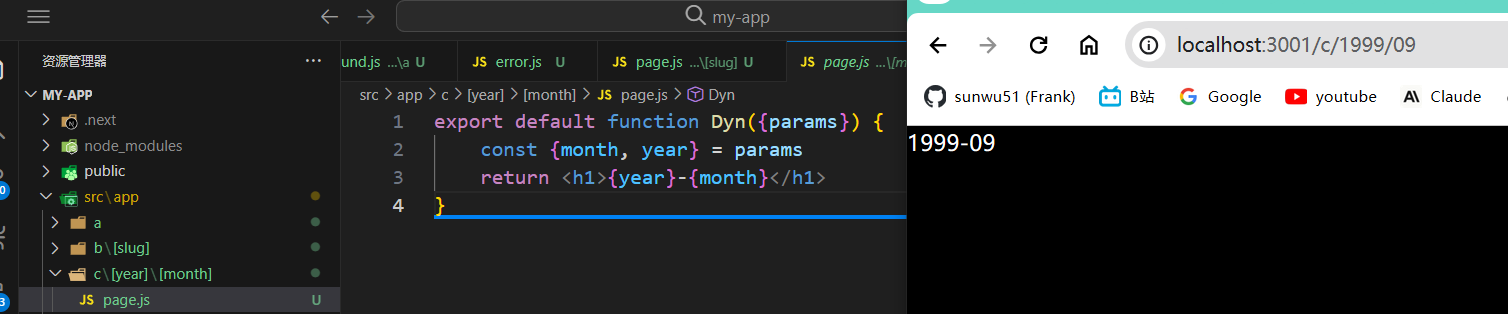 my-app
资源管理器 ···
MY-APP
.next
node_modules
public
src\app
a
b\[slug]
c\[year]\[month]
JS page.js U
und.js ...\a U
JS error.js U
JS page.js ...\[slug] U
JS page.js ...\[m
src > app > c > [year] > [month] > JS page.js > Dyn
1 export default function Dyn({params}) {
2 const {month, year} = params
3 return <h1>{year}-{month}</h1>
4 }
localhost:3001/c/1999/09
sunwu51 (Frank) B站 Google youtube Claude
1999-09